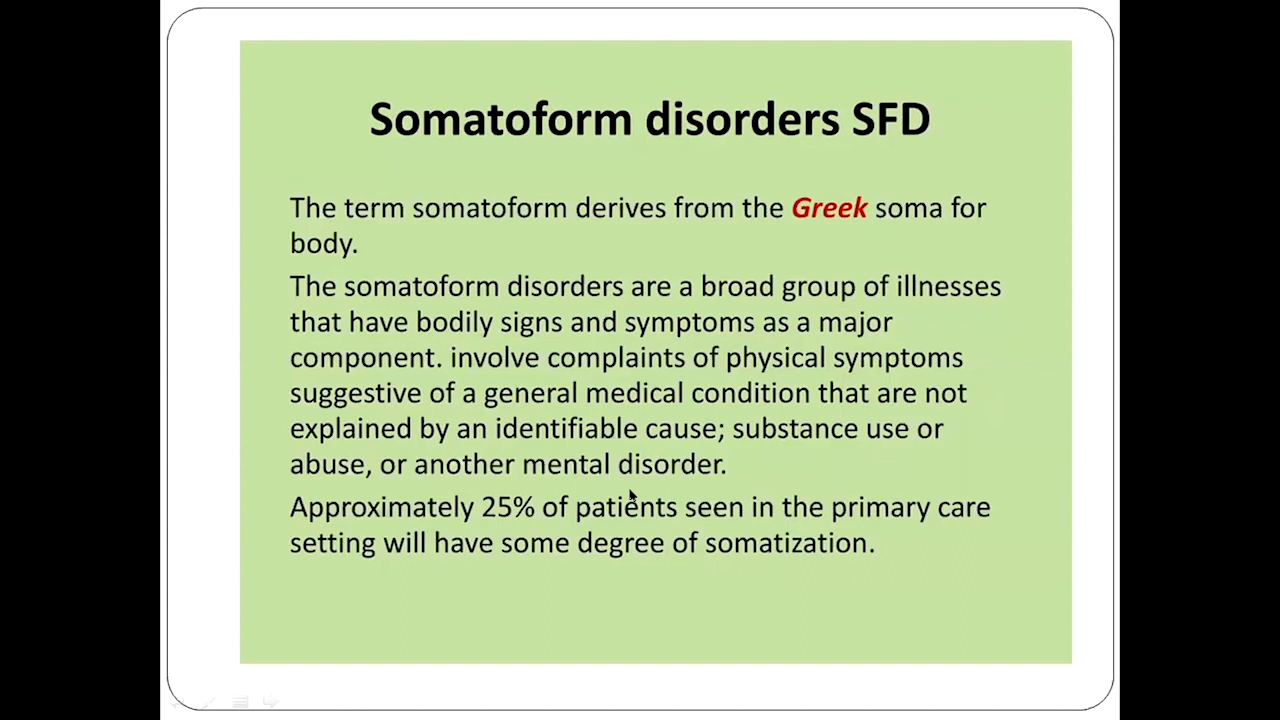 Somatoform disorders SFD
The term somatoform derives from the Greek soma for
body.
The somatoform disorders are a broad group of illnesses
that have bodily signs and symptoms as a major
component. involve complaints of physical symptoms
suggestive of a general medical condition that are not
explained by an identifiable cause; substance use or
abuse, or another mental disorder.
Approximately 25% of patients seen in the primary care
setting will have some degree of somatization.